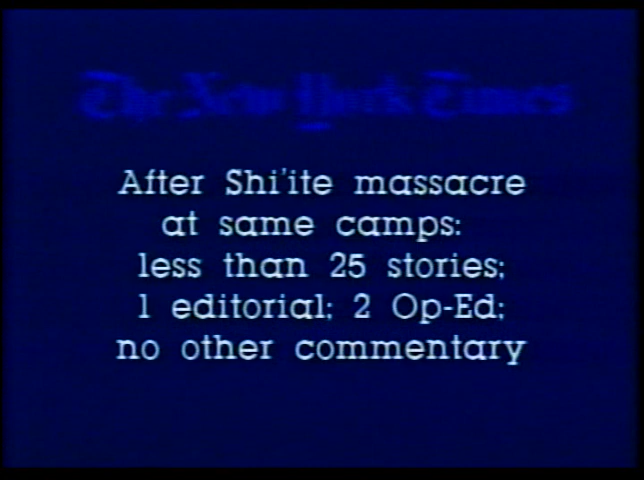 The New York Times
After Shi'ite massacre
at same camps:
less than 25 stories;
1 editorial; 2 Op-Ed;
no other commentary